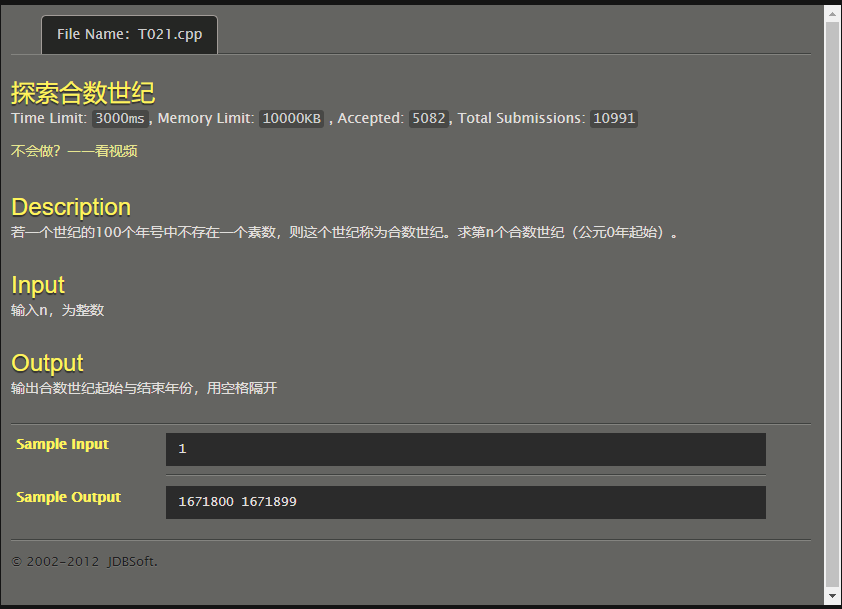 File Name: T021.cpp
探索合数世纪
Time Limit: 3000ms, Memory Limit: 10000KB , Accepted: 5082, Total Submissions: 10991
不会做？——看视频
Description
若一个世纪的100个年号中不存在一个素数，则这个世纪称为合数世纪。求第n个合数世纪（公元0年起始）。
Input
输入n，为整数
Output
输出合数世纪起始与结束年份，用空格隔开
Sample Input
1
Sample Output
1671800 1671899
© 2002-2012 JDBSoft.